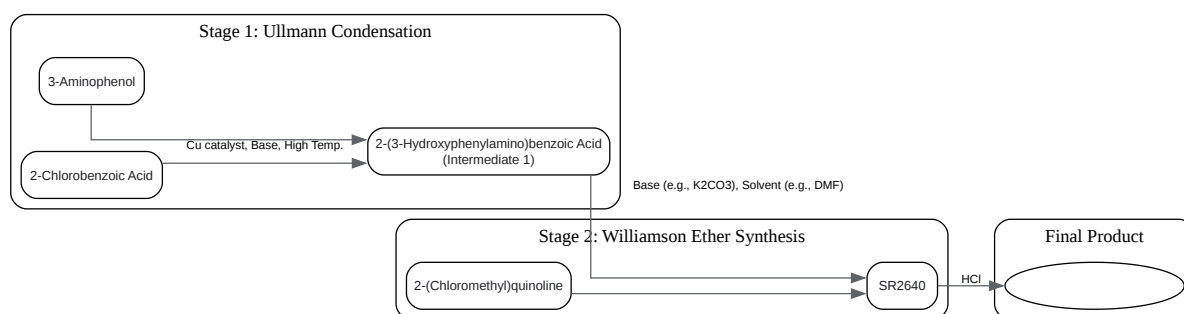 Stage 1: Ullmann Condensation
3-Aminophenol
Cu catalyst, Base, High Temp.
2-Chlorobenzoic Acid
2-(3-Hydroxyphenylamino)benzoic Acid
(Intermediate 1)
Base (e.g., K2CO3), Solvent (e.g., DMF)
Stage 2: Williamson Ether Synthesis
2-(Chloromethyl)quinoline
SR2640
Final Product
HCl